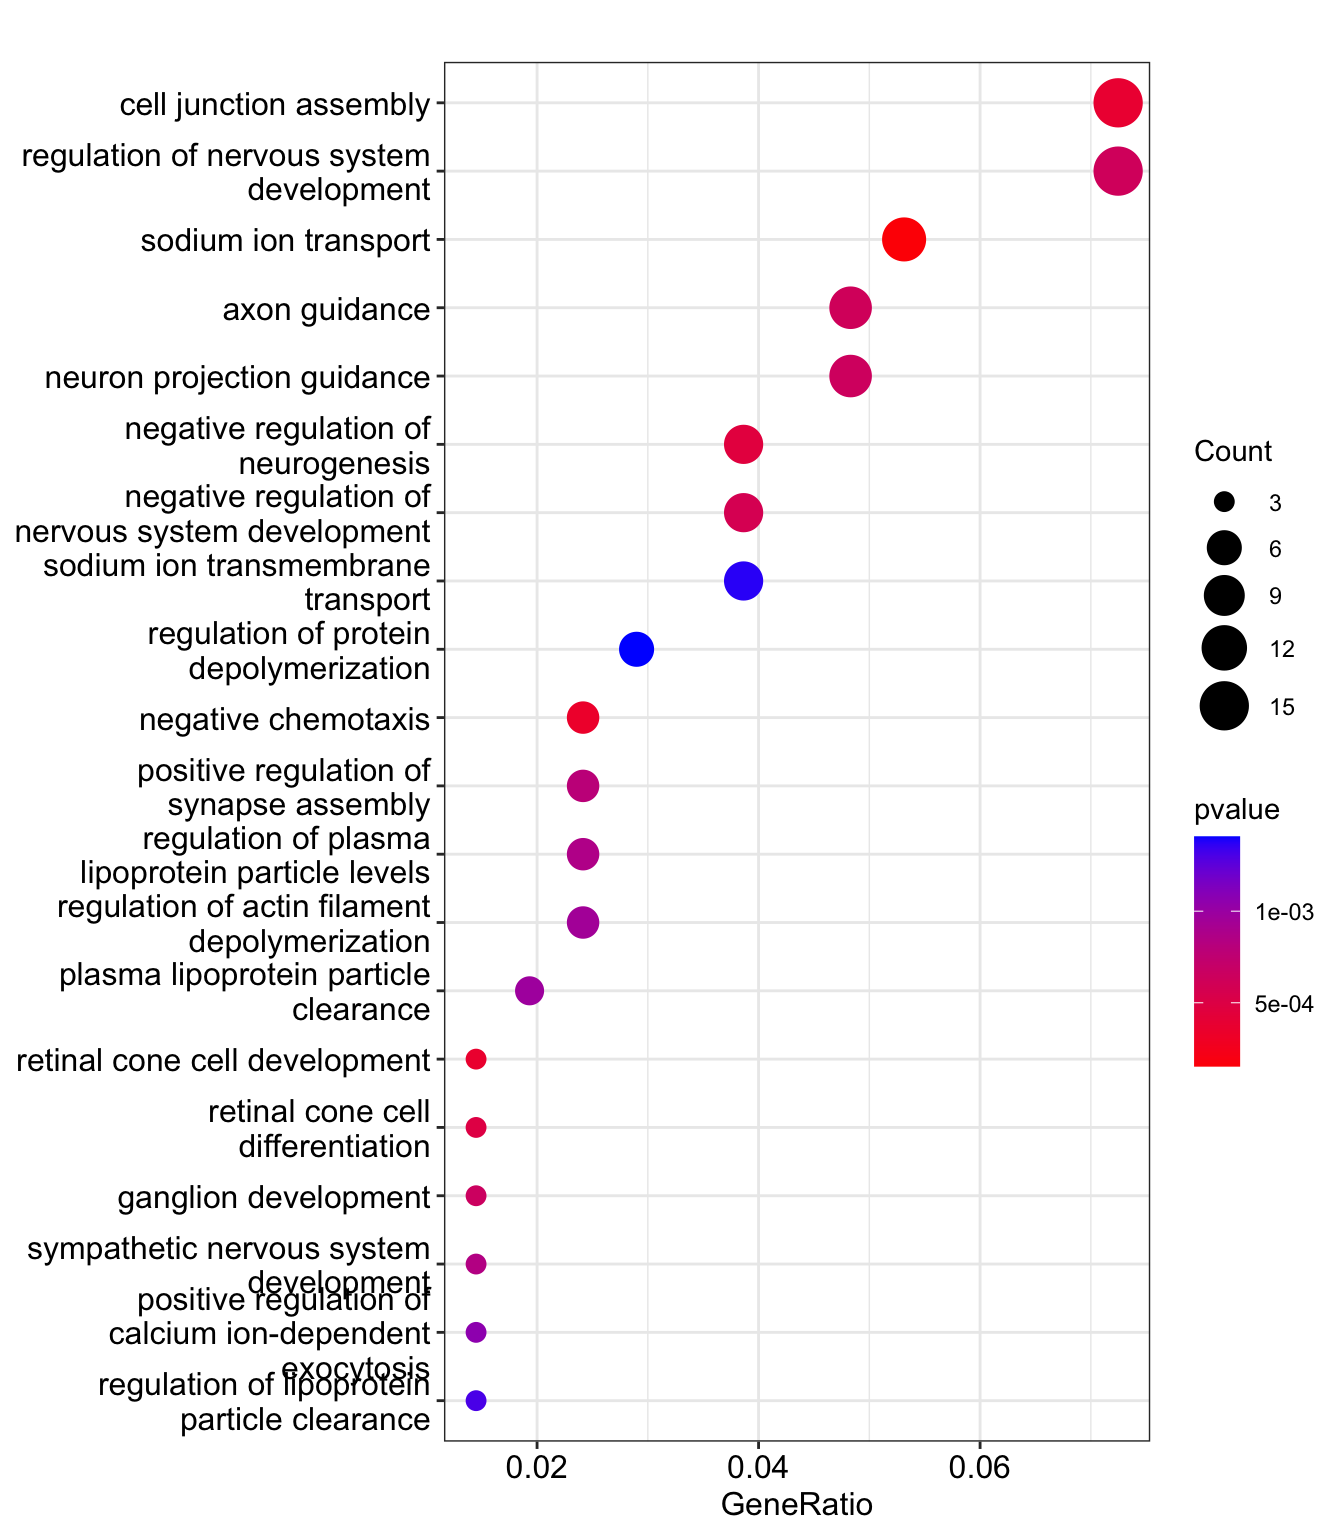 cell junction assembly
regulation of nervous system
development
sodium ion transport
axon guidance
neuron projection guidance
negative regulation of
neurogenesis
negative regulation of
nervous system development
sodium ion transmembrane
transport
regulation of protein
depolymerization
negative chemotaxis
positive regulation of
synapse assembly
regulation of plasma
lipoprotein particle levels
regulation of actin filament
depolymerization
plasma lipoprotein particle
clearance
retinal cone cell development
retinal cone cell
differentiation
ganglion development
sympathetic nervous system
development
positive regulation of
calcium ion-dependent
exocytosis
regulation of lipoprotein
particle clearance
0.02
0.04
0.06
GeneRatio
Count
3
6
9
12
15
pvalue
1e-03
5e-04